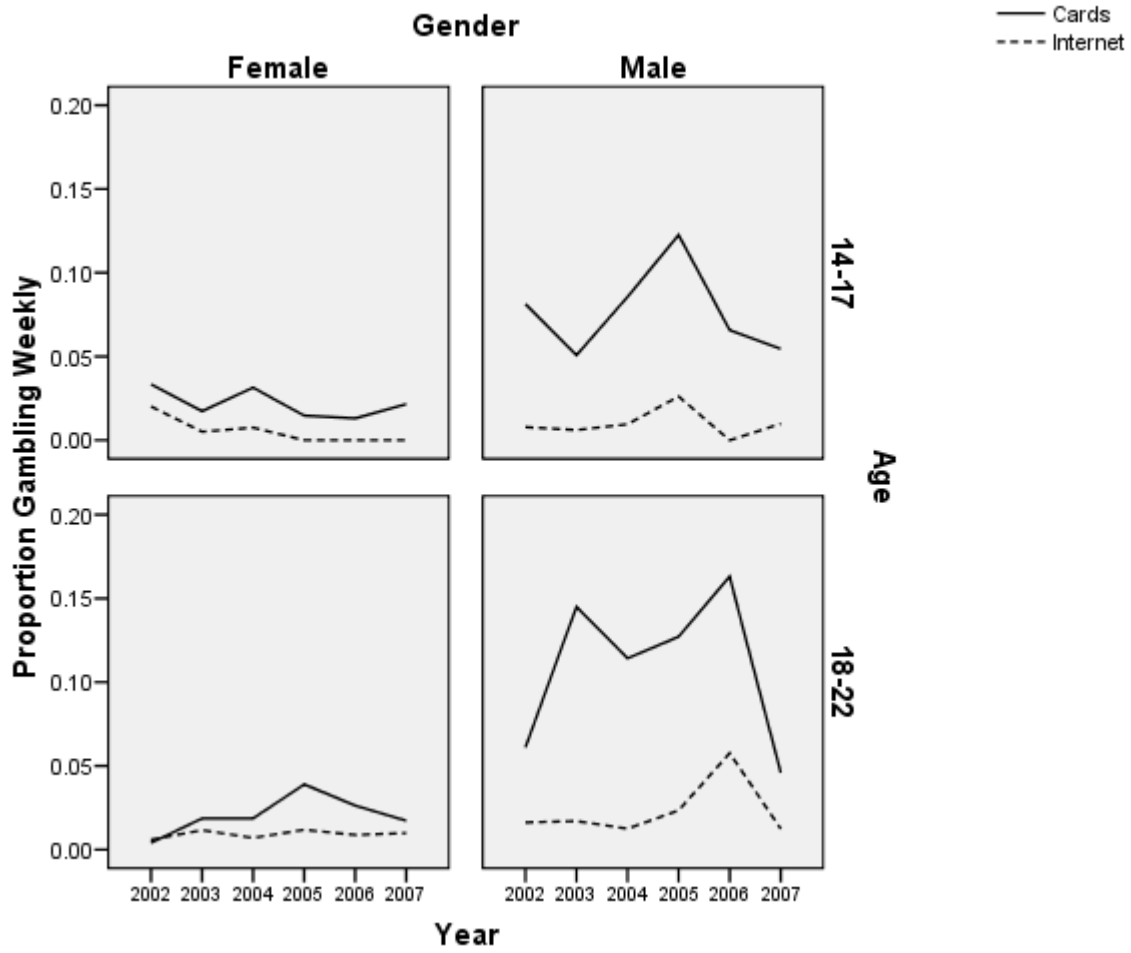 Gender
Cards
Internet
Female
Male
0.20
0.15
0.10
0.05
0.00
14-17
Proportion Gambling Weekly
Age
0.20
0.15
0.10
0.05
0.00
18-22
2002 2003 2004 2005 2006 2007
2002 2003 2004 2005 2006 2007
Year